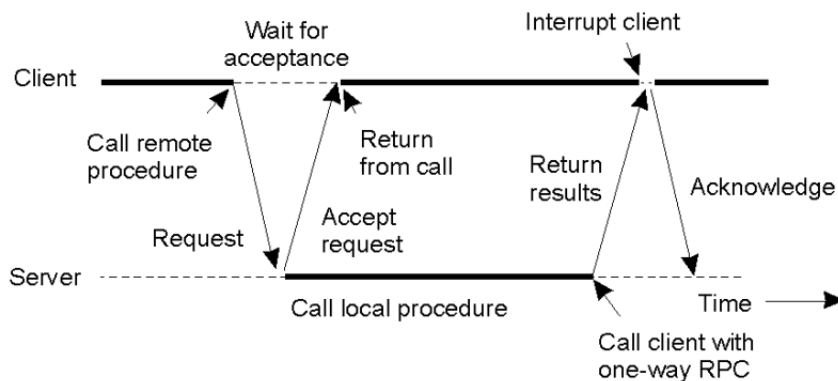 Wait for
acceptance
Interrupt client
Client
Call remote
procedure
Return
from call
Return
results
Acknowledge
Request
Accept
request
Server
Call local procedure
Time
Call client with
one-way RPC